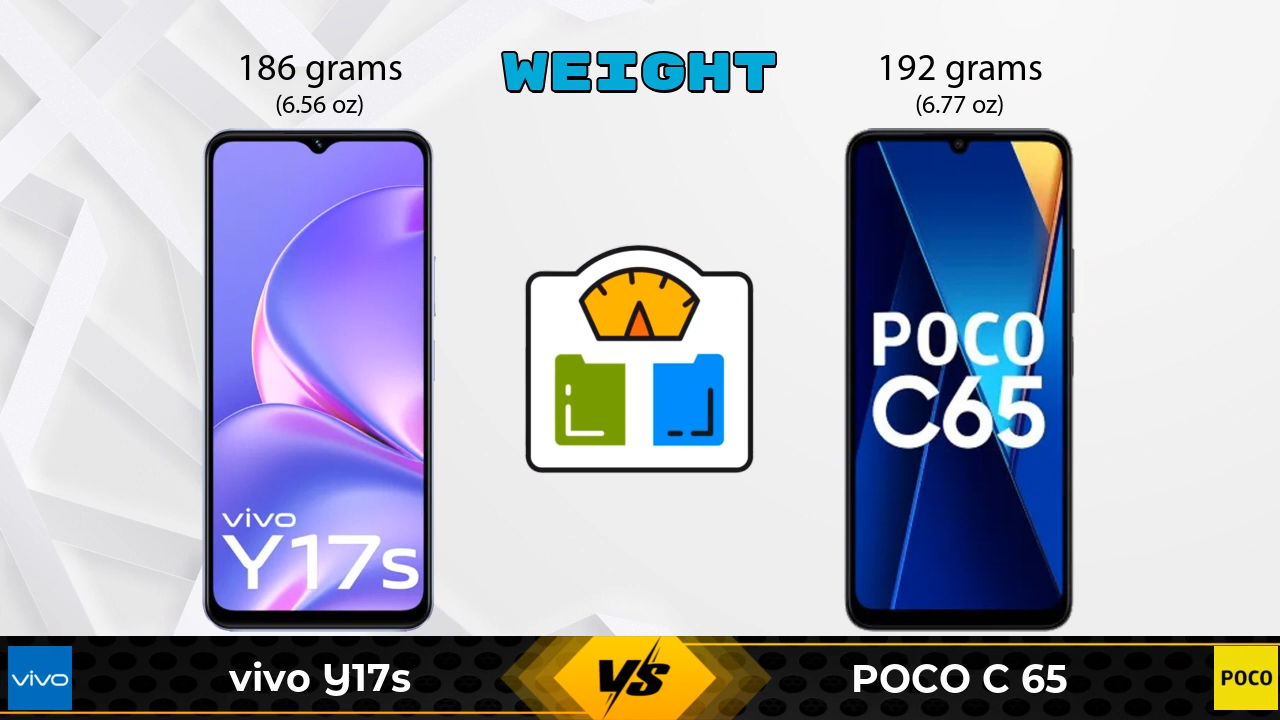 WEIGHT
186 grams
(6.56 oz)
192 grams
(6.77 oz)
vivo
Y17s
POCO
C65
vivo
vivo Y17s
VS
POCO C 65
POCO